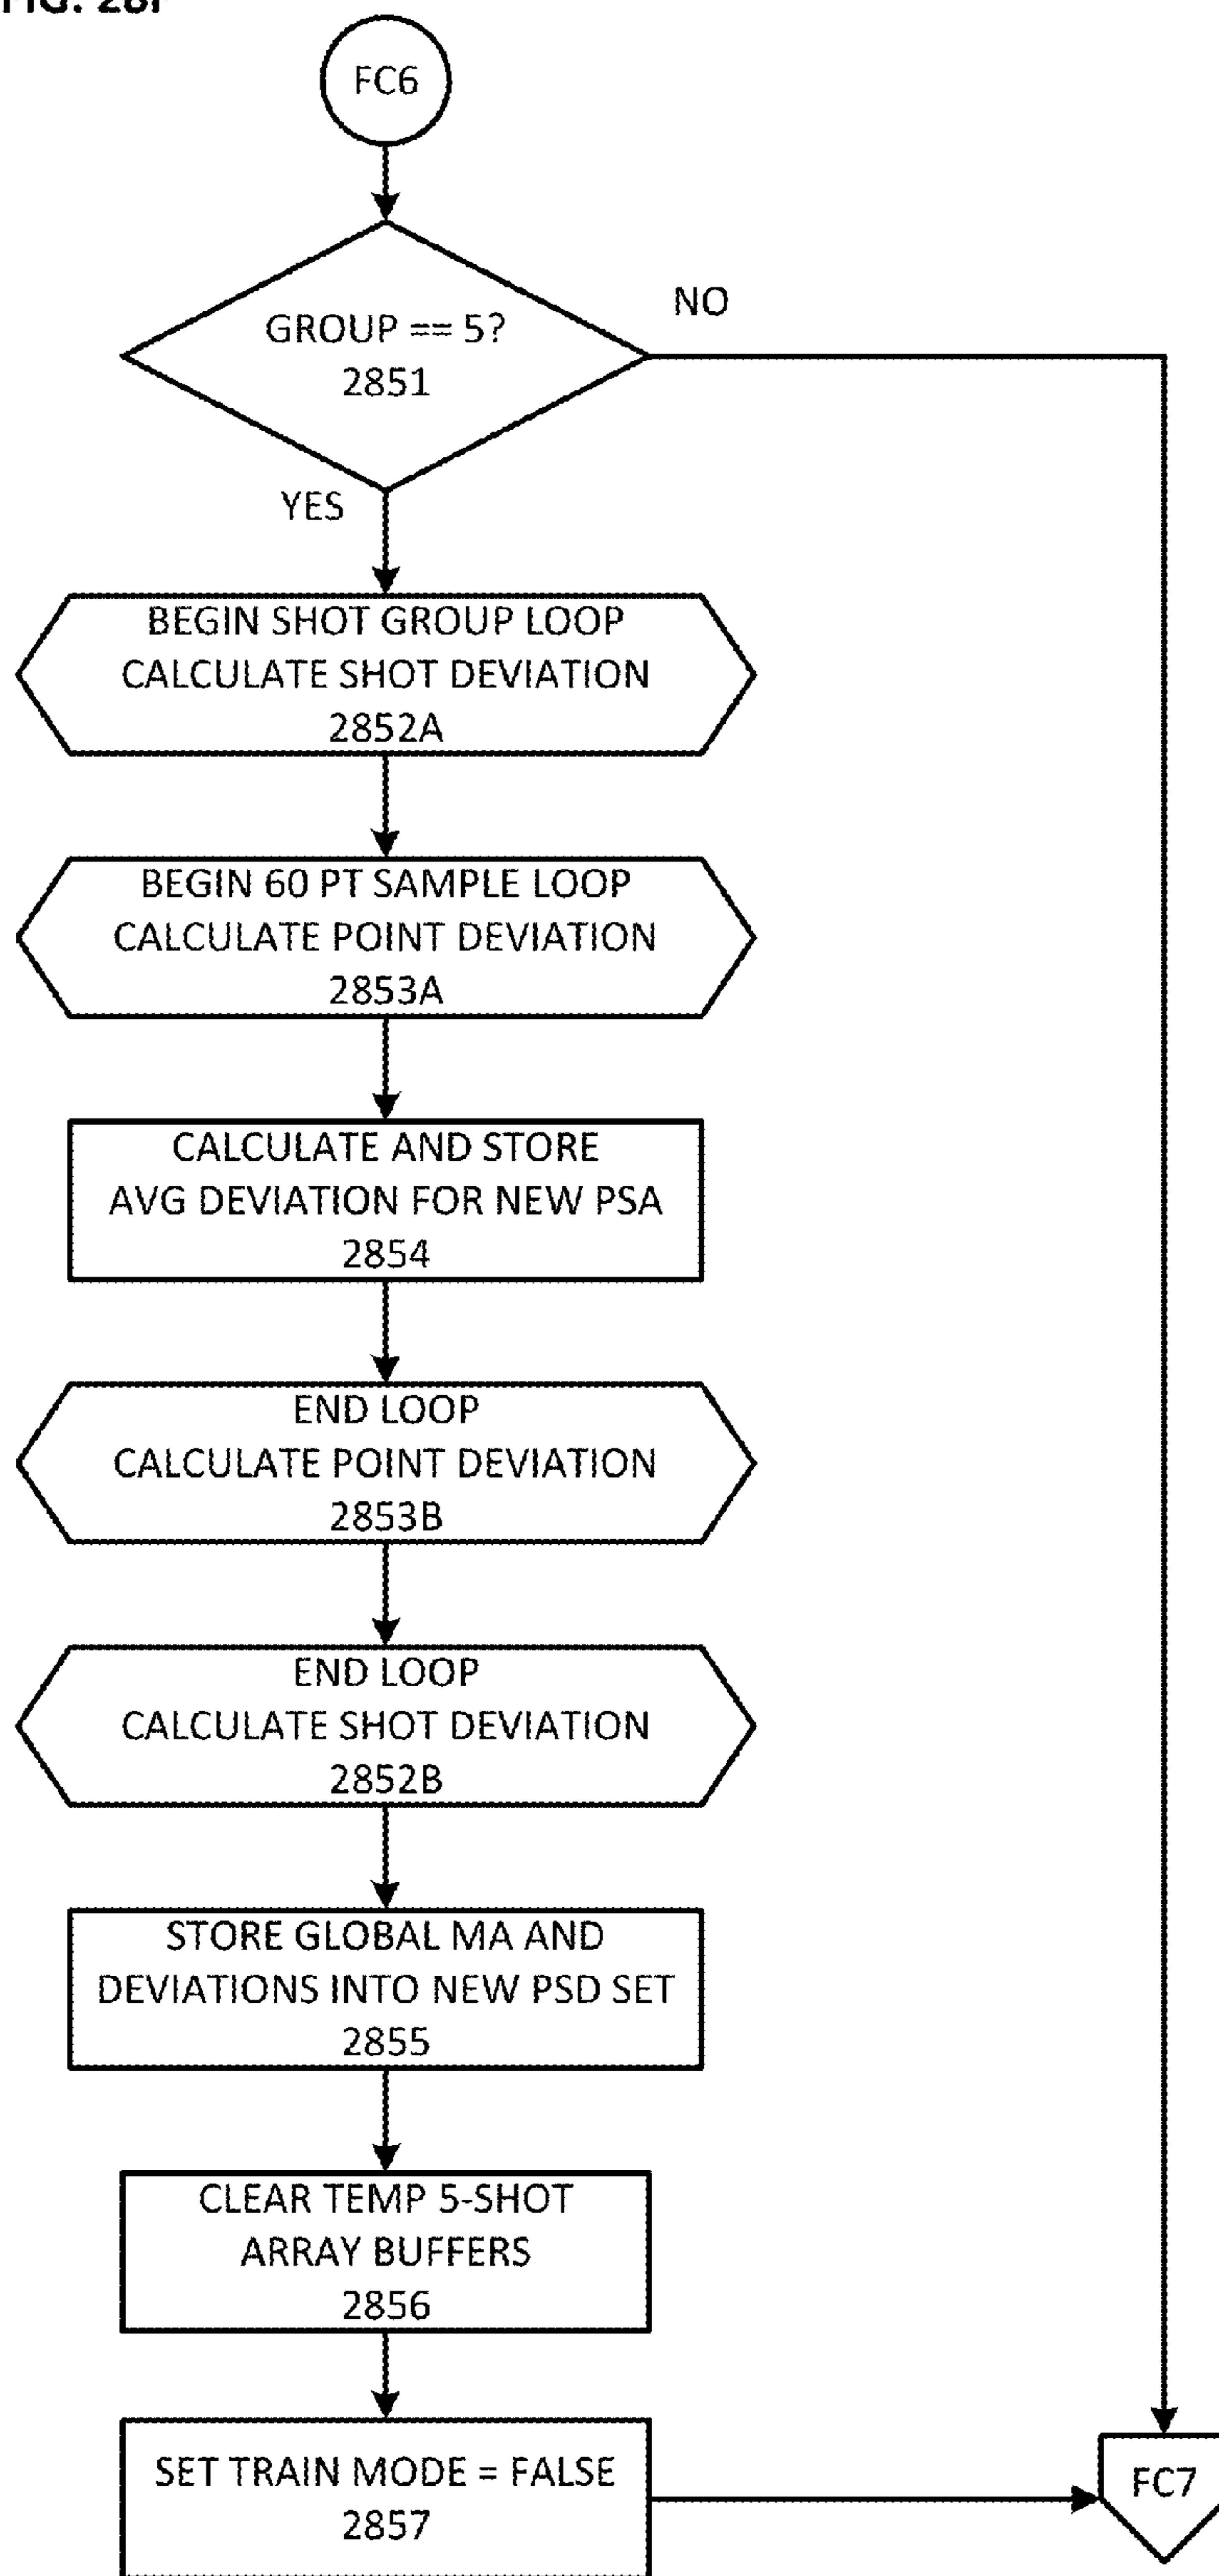 FIG. 28F
FC6
GROUP == 5?
2851
NO
YES
BEGIN SHOT GROUP LOOP
CALCULATE SHOT DEVIATION
2852A
BEGIN 60 PT SAMPLE LOOP
CALCULATE POINT DEVIATION
2853A
CALCULATE AND STORE
AVG DEVIATION FOR NEW PSA
2854
END LOOP
CALCULATE POINT DEVIATION
2853B
END LOOP
CALCULATE SHOT DEVIATION
2852B
STORE GLOBAL MA AND
DEVIATIONS INTO NEW PSD SET
2855
CLEAR TEMP 5-SHOT
ARRAY BUFFERS
2856
SET TRAIN MODE = FALSE
2857
FC7